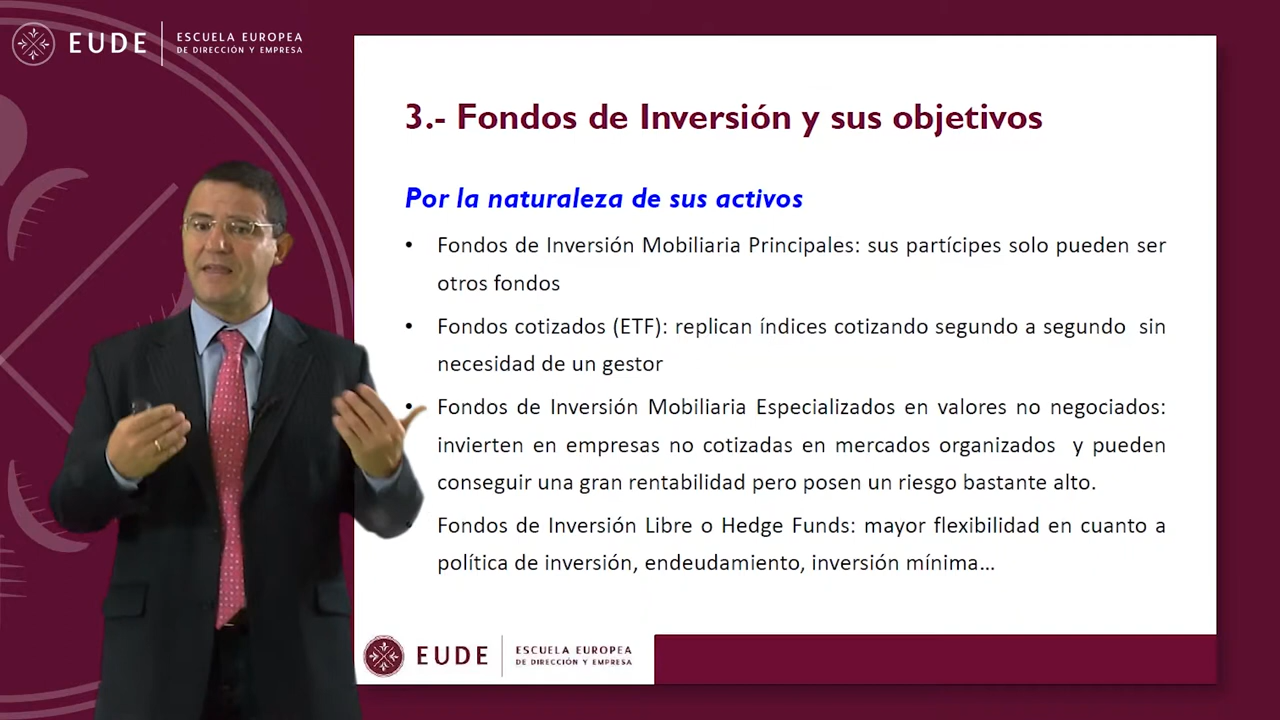 EUDE
ESCUELA EUROPEA
DE DIRECCIÓN Y EMPRESA
3.- Fondos de Inversión y sus objetivos
Por la naturaleza de sus activos
• Fondos de Inversión Mobiliaria Principales: sus partícipes solo pueden ser
otros fondos
• Fondos cotizados (ETF): replican índices cotizando segundo a segundo sin
necesidad de un gestor
• Fondos de Inversión Mobiliaria Especializados en valores no negociados:
invierten en empresas no cotizadas en mercados organizados y pueden
conseguir una gran rentabilidad pero posen un riesgo bastante alto.
• Fondos de Inversión Libre o Hedge Funds: mayor flexibilidad en cuanto a
política de inversión, endeudamiento, inversión mínima...
EUDE
ESCUELA EUROPEA
DE DIRECCIÓN Y EMPRESA